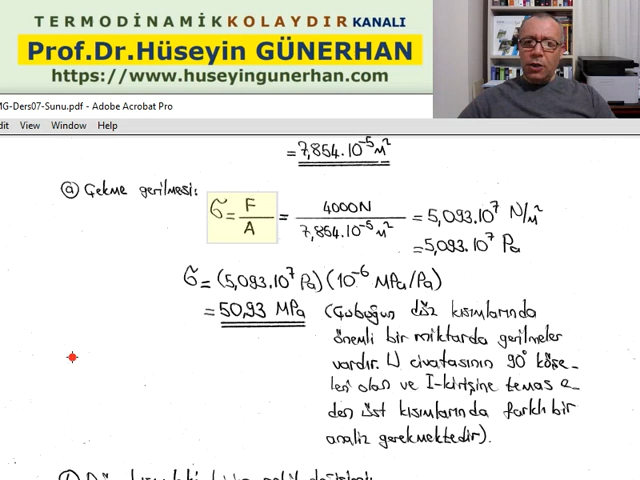 TERMODİNAMİKKOLAYDIR KANALI
Prof.Dr.Hüseyin GÜNERHAN
https://www.huseyingunerhan.com
MG-Ders07-Sunu.pdf - Adobe Acrobat Pro
dit View Window Help
= 7,854.10⁻⁵ M²
ⓐ Çekme gerilmesi:
σ = F/A = 4000N / 7,854.10⁻⁵ M² = 5,093.10⁷ N/M²
= 5,093.10⁷ Pa
σ = (5,093.10⁷ Pa)(10⁻⁶ MPa/Pa)
= 50,93 MPa (Çubuğun düz kısımlarında
önemli bir miktarda gerilmeler
vardır. U civatasının 90° köşe-
leri olan ve I-kirişine temas e-
den üst kısımlarında farklı bir
analiz gerekmektedir).